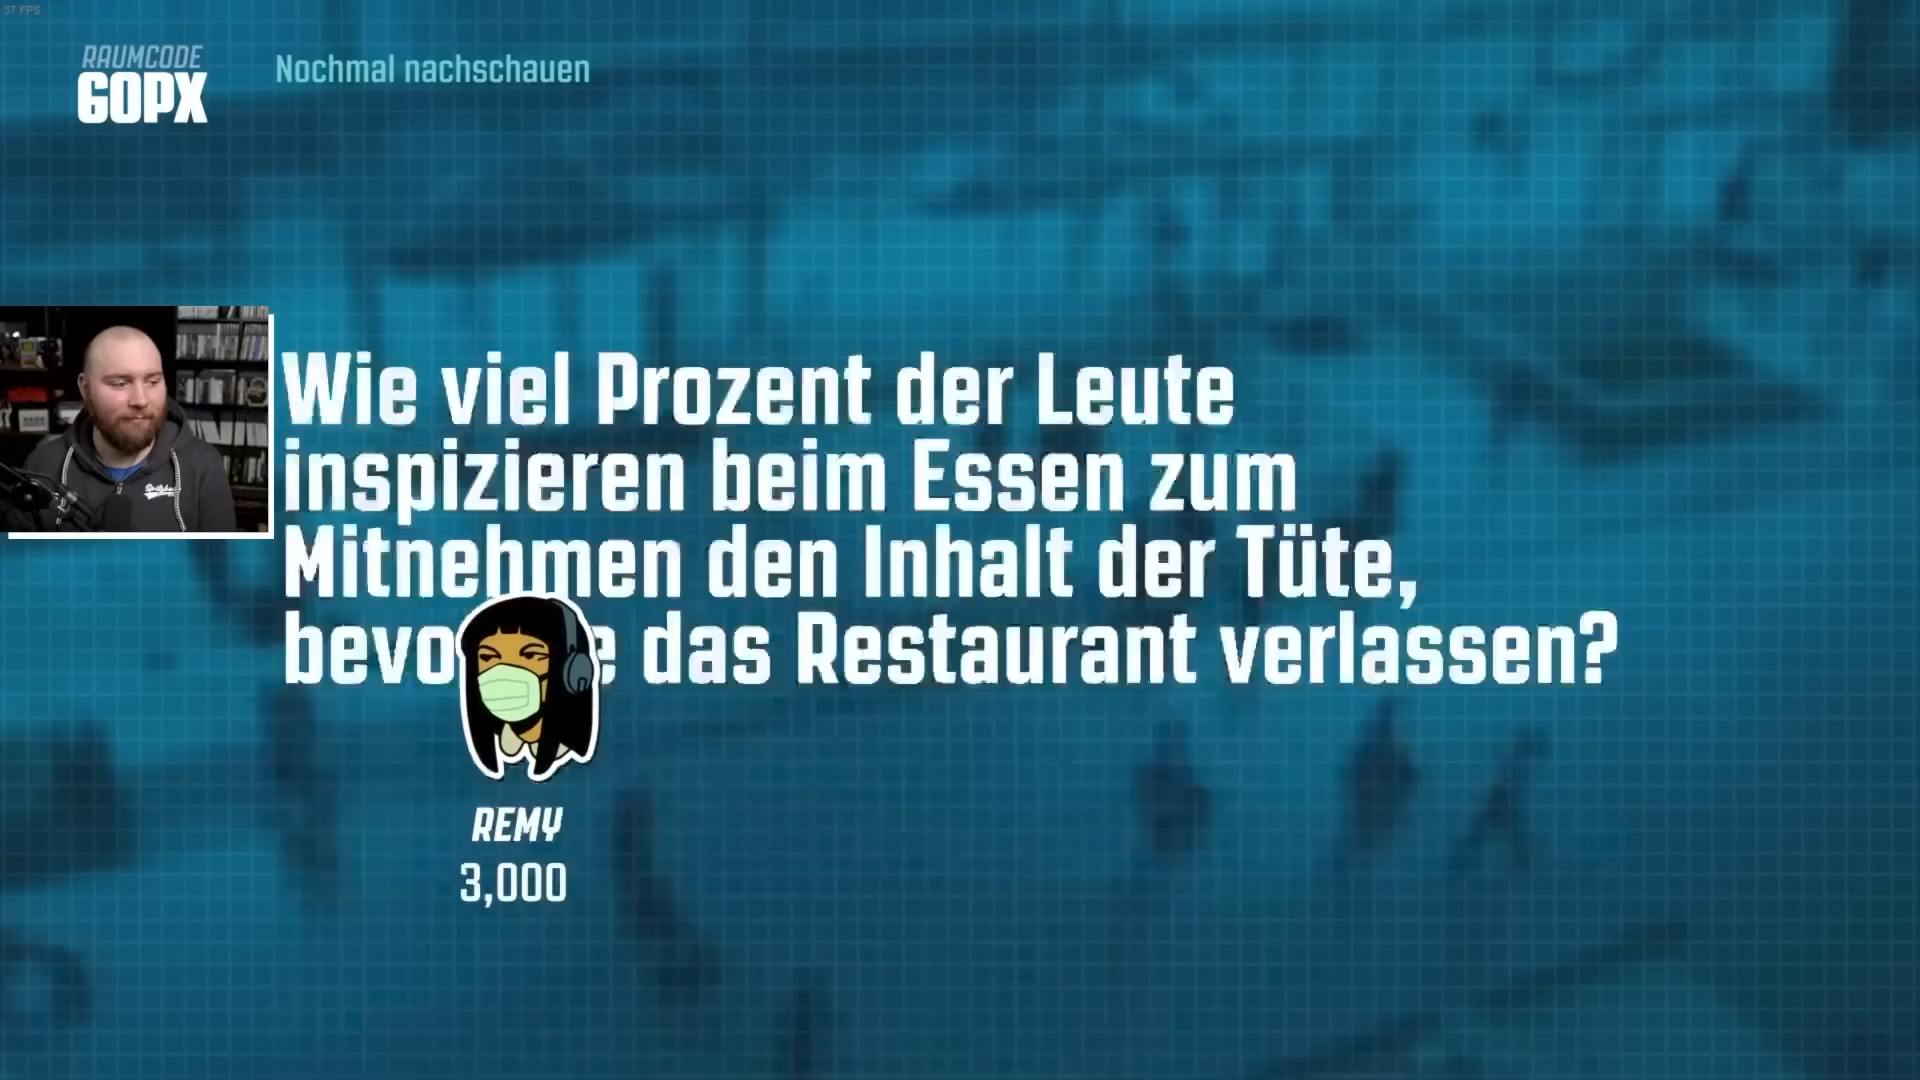 37 FPS
RAUMCODE
GOPX
Nochmal nachschauen
Wie viel Prozent der Leute
inspizieren beim Essen zum
Mitnehmen den Inhalt der Tüte,
bevo e das Restaurant verlassen?
REMY
3,000